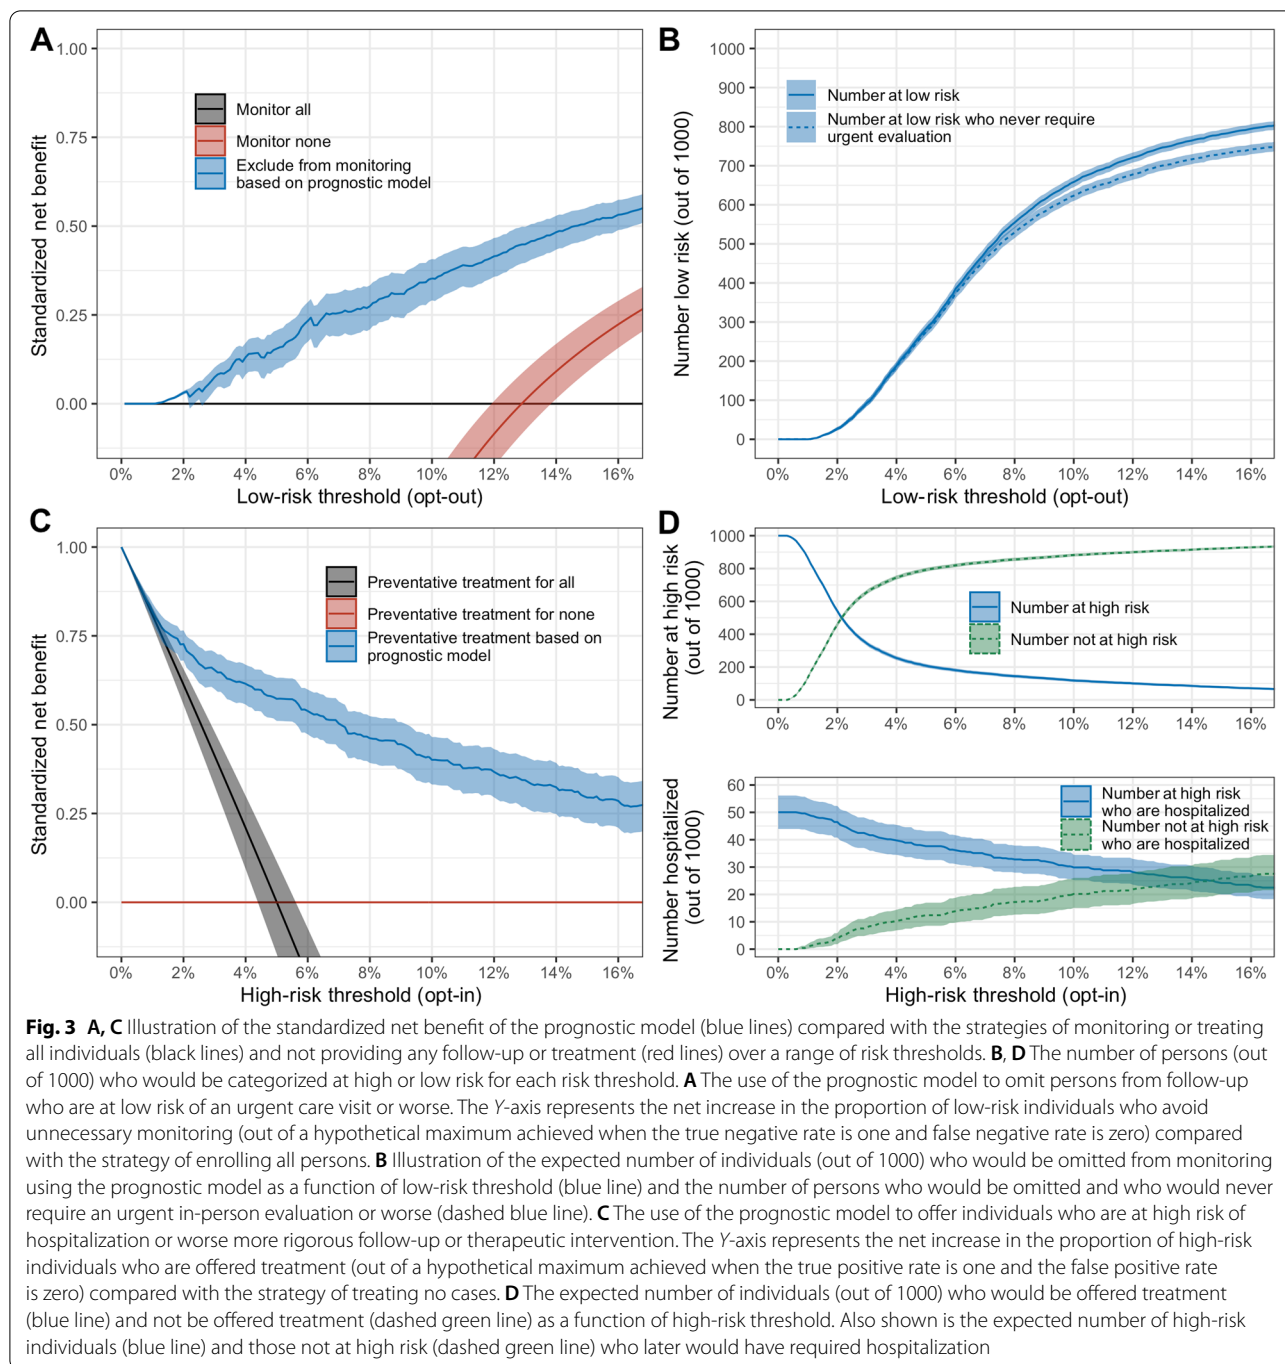 A
1.00
0.75
0.50
0.25
0.00
Standardized net benefit
Monitor all
Monitor none
Exclude from monitoring
based on prognostic model
0% 2% 4% 6% 8% 10% 12% 14% 16%
Low-risk threshold (opt-out)
B
1000
900
800
700
600
500
400
300
200
100
0
Number low risk (out of 1000)
Number at low risk
Number at low risk who never require
urgent evaluation
0% 2% 4% 6% 8% 10% 12% 14% 16%
Low-risk threshold (opt-out)
C
1.00
0.75
0.50
0.25
0.00
Standardized net benefit
Preventative treatment for all
Preventative treatment for none
Preventative treatment based on
prognostic model
0% 2% 4% 6% 8% 10% 12% 14% 16%
High-risk threshold (opt-in)
D
1000
800
600
400
200
0
Number at high risk
(out of 1000)
Number at high risk
Number not at high risk
0% 2% 4% 6% 8% 10% 12% 14% 16%
60
50
40
30
20
10
0
Number hospitalized
(out of 1000)
Number at high risk
who are hospitalized
Number not at high risk
who are hospitalized
0% 2% 4% 6% 8% 10% 12% 14% 16%
High-risk threshold (opt-in)
Fig. 3 A, C Illustration of the standardized net benefit of the prognostic model (blue lines) compared with the strategies of monitoring or treating
all individuals (black lines) and not providing any follow-up or treatment (red lines) over a range of risk thresholds. B, D The number of persons (out
of 1000) who would be categorized at high or low risk for each risk threshold. A The use of the prognostic model to omit persons from follow-up
who are at low risk of an urgent care visit or worse. The Y-axis represents the net increase in the proportion of low-risk individuals who avoid
unnecessary monitoring (out of a hypothetical maximum achieved when the true negative rate is one and false negative rate is zero) compared
with the strategy of enrolling all persons. B Illustration of the expected number of individuals (out of 1000) who would be omitted from monitoring
using the prognostic model as a function of low-risk threshold (blue line) and the number of persons who would be omitted and who would never
require an urgent in-person evaluation or worse (dashed blue line). C The use of the prognostic model to offer individuals who are at high risk of
hospitalization or worse more rigorous follow-up or therapeutic intervention. The Y-axis represents the net increase in the proportion of high-risk
individuals who are offered treatment (out of a hypothetical maximum achieved when the true positive rate is one and the false positive rate
is zero) compared with the strategy of treating no cases. D The expected number of individuals (out of 1000) who would be offered treatment
(blue line) and not be offered treatment (dashed green line) as a function of high-risk threshold. Also shown is the expected number of high-risk
individuals (blue line) and those not at high risk (dashed green line) who later would have required hospitalization